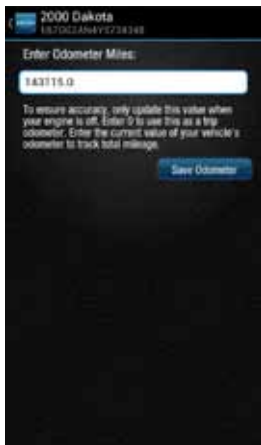 2000 Dakota
Enter Odometer Miles:
143115.0
To ensure accuracy, only update this value when
your engine is off. Enter 0 to use this as a trip
odometer. Enter the current value of your vehicle's
odometer to track total mileage.
Save Odometer